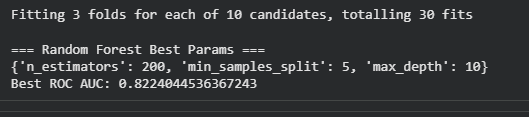 Fitting 3 folds for each of 10 candidates, totalling 30 fits
=== Random Forest Best Params ===
{'n_estimators': 200, 'min_samples_split': 5, 'max_depth': 10}
Best ROC AUC: 0.8224044536367243